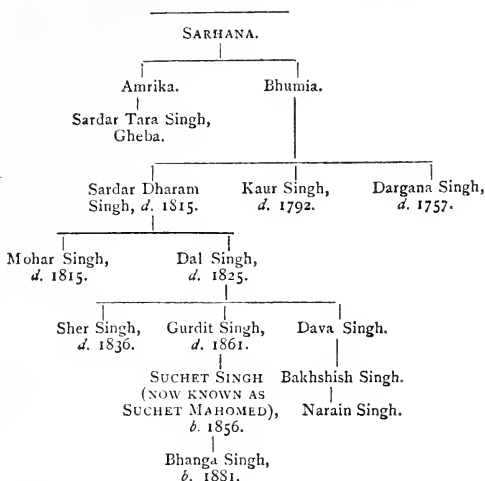 SARHANA.
Amrika. Bhumia.
Sardar Tara Singh,
Gheba.
Sardar Dharam Kaur Singh, Dargana Singh,
Singh, d. 1815. d. 1792. d. 1757.
Mohar Singh, Dal Singh,
d. 1815. d. 1825.
Sher Singh, Gurdit Singh, Dava Singh.
d. 1836. d. 1861.
SUCHET SINGH Bakhshish Singh.
(NOW KNOWN AS
SUCHET MAHOMED), Narain Singh.
b. 1856.
Bhanga Singh,
b. 1881.